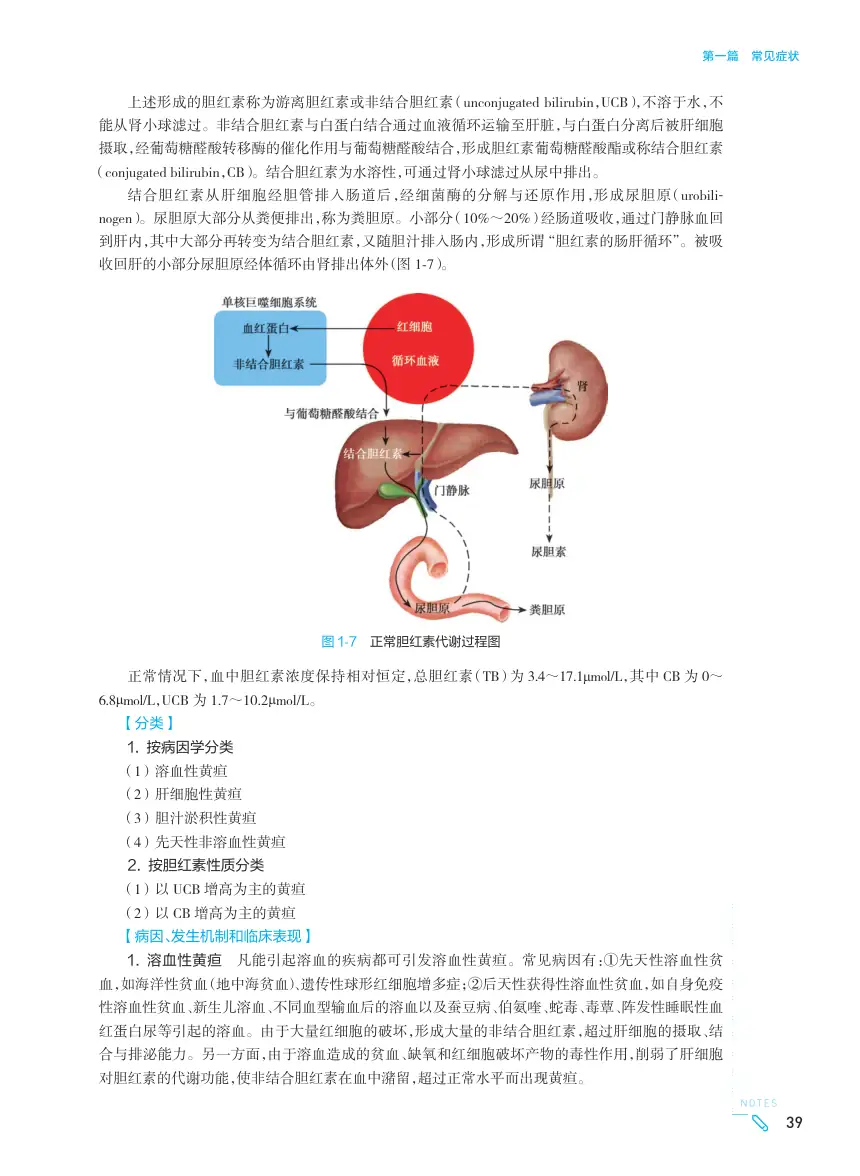 第一篇 常见症状
上述形成的胆红素称为游离胆红素或非结合胆红素（unconjugated bilirubin,UCB），不溶于水，不
能从肾小球滤过。非结合胆红素与白蛋白结合通过血液循环运输至肝脏，与白蛋白分离后被肝细胞
摄取，经葡萄糖醛酸转移酶的催化作用与葡萄糖醛酸结合，形成胆红素葡萄糖醛酸酯或称结合胆红素
（conjugated bilirubin,CB）。结合胆红素为水溶性，可通过肾小球滤过从尿中排出。
结合胆红素从肝细胞经胆管排入肠道后，经细菌酶的分解与还原作用，形成尿胆原（urobili-
nogen）。尿胆原大部分从粪便排出，称为粪胆原。小部分（10%～20%）经肠道吸收，通过门静脉血回
到肝内，其中大部分再转变为结合胆红素，又随胆汁排入肠内，形成所谓“胆红素的肠肝循环”。被吸
收回肝的小部分尿胆原经体循环由肾排出体外（图 1-7）。
单核巨噬细胞系统
血红蛋白
红细胞
非结合胆红素
循环血液
肾
与葡萄糖醛酸结合
结合胆红素
门静脉
尿胆原
尿胆素
尿胆原
粪胆原
图 1-7 正常胆红素代谢过程图
正常情况下，血中胆红素浓度保持相对恒定，总胆红素（TB）为 3.4～17.1μmol/L，其中 CB 为 0～
6.8μmol/L,UCB 为 1.7～10.2μmol/L。
【分类】
1. 按病因学分类
（1）溶血性黄疸
（2）肝细胞性黄疸
（3）胆汁淤积性黄疸
（4）先天性非溶血性黄疸
2. 按胆红素性质分类
（1）以 UCB 增高为主的黄疸
（2）以 CB 增高为主的黄疸
【病因、发生机制和临床表现】
1. 溶血性黄疸 凡能引起溶血的疾病都可引发溶血性黄疸。常见病因有：①先天性溶血性贫
血，如海洋性贫血（地中海贫血）、遗传性球形红细胞增多症；②后天性获得性溶血性贫血，如自身免疫
性溶血性贫血、新生儿溶血、不同血型输血后的溶血以及蚕豆病、伯氨喹、蛇毒、毒蕈、阵发性睡眠性血
红蛋白尿等引起的溶血。由于大量红细胞的破坏，形成大量的非结合胆红素，超过肝细胞的摄取、结
合与排泌能力。另一方面，由于溶血造成的贫血、缺氧和红细胞破坏产物的毒性作用，削弱了肝细胞
对胆红素的代谢功能，使非结合胆红素在血中潴留，超过正常水平而出现黄疸。
NOTES
39